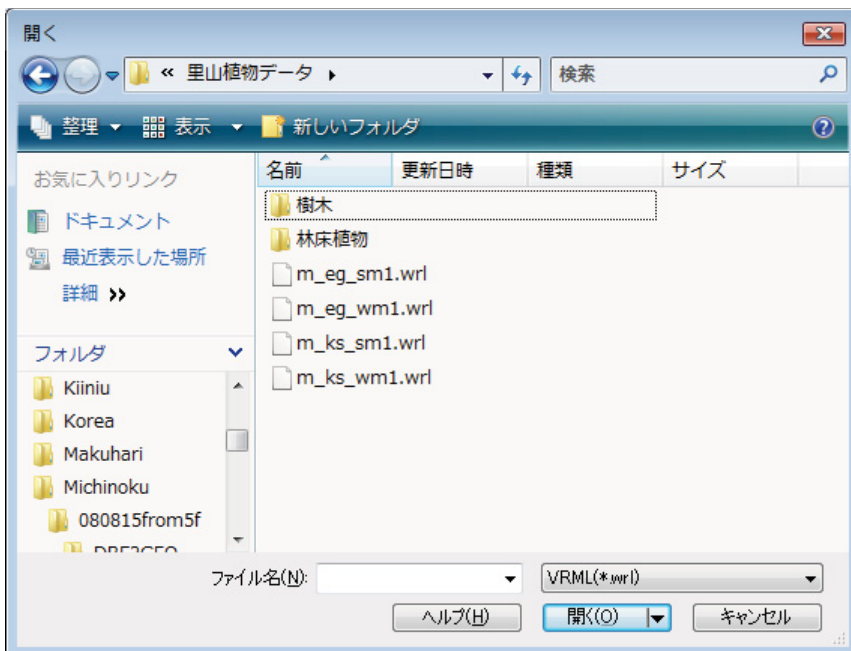 開く
« 里山植物データ
検索
整理 表示 新しいフォルダ
お気に入りリンク
ドキュメント
最近表示した場所
詳細 »
フォルダ
Kiiniu
Korea
Makuhari
Michinoku
080815from5f
名前 更新日時 種類 サイズ
樹木
林床植物
m_eg_sm1.wrl
m_eg_wm1.wrl
m_ks_sm1.wrl
m_ks_wm1.wrl
ファイル名(N): VRML(*.wrl)
ヘルプ(H) 開く(O) キャンセル